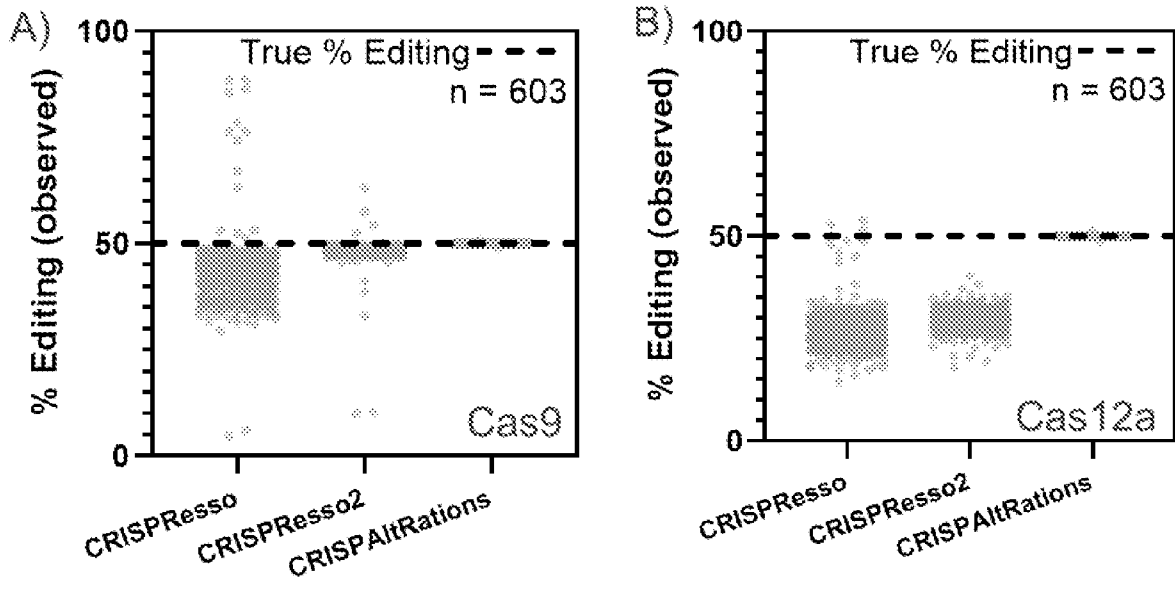 A)
% Editing (observed)
100
50
0
True % Editing
n = 603
Cas9
CRISPResso
CRISPResso2
CRISPAltRations
B)
% Editing (observed)
100
50
0
True % Editing
n = 603
Cas12a
CRISPResso
CRISPResso2
CRISPAltRations